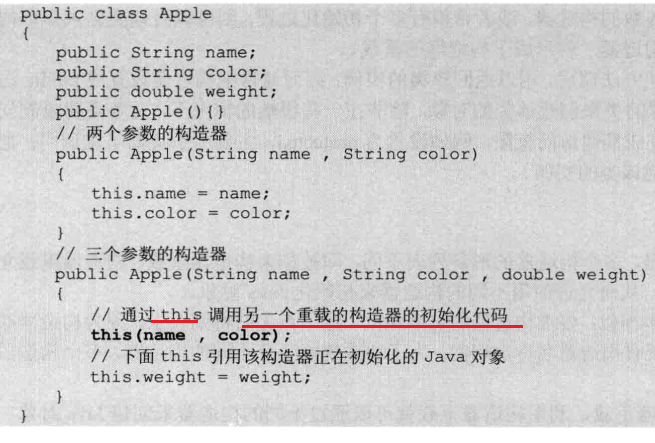 public class Apple
{
public String name;
public String color;
public double weight;
public Apple(){}
// 两个参数的构造器
public Apple(String name , String color)
{
this.name = name;
this.color = color;
}
// 三个参数的构造器
public Apple(String name , String color , double weight)
{
// 通过 this 调用另一个重载的构造器的初始化代码
this(name , color);
// 下面 this 引用该构造器正在初始化的 Java 对象
this.weight = weight;
}
}